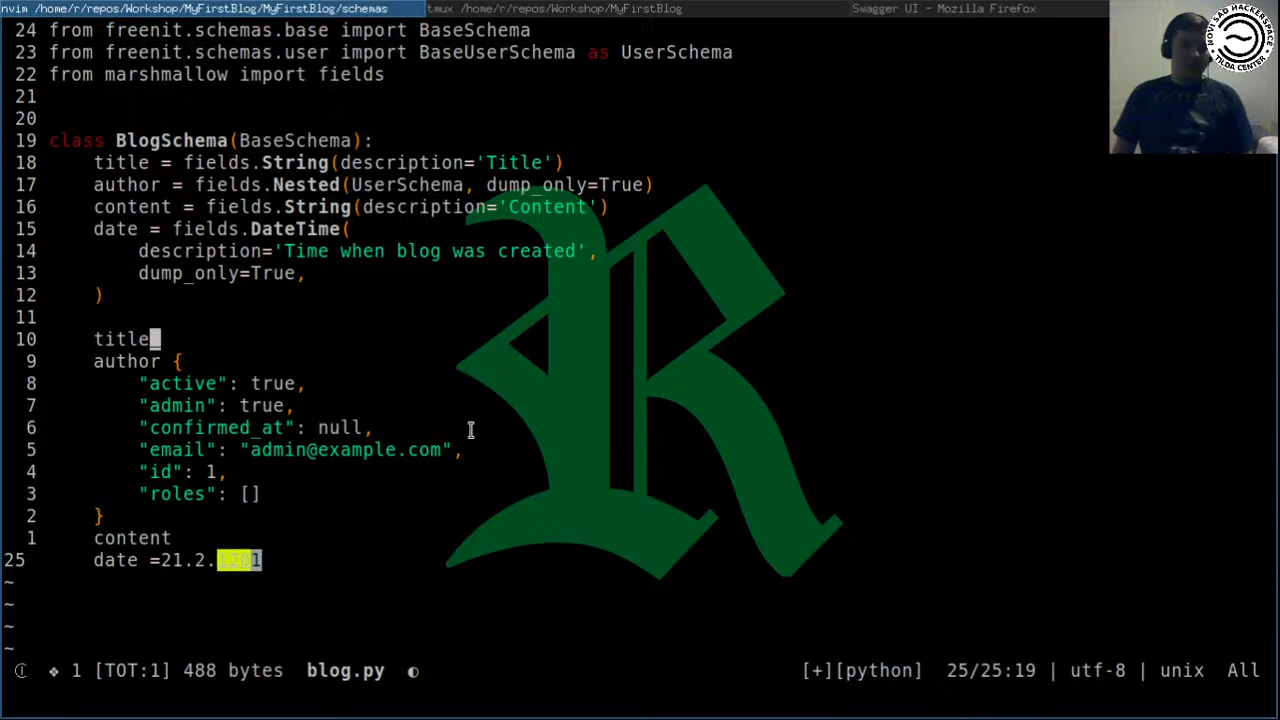 nvim /home/r/repos/Workshop/MyFirstBlog/MyFirstBlog/schemas
tmux /home/r/repos/Workshop/MyFirstBlog
Swagger UI - Mozilla Firefox
NOVI SAD HACKERSPACE
TILDA CENTER
24 from freenit.schemas.base import BaseSchema
23 from freenit.schemas.user import BaseUserSchema as UserSchema
22 from marshmallow import fields
21
20
19 class BlogSchema(BaseSchema):
18     title = fields.String(description='Title')
17     author = fields.Nested(UserSchema, dump_only=True)
16     content = fields.String(description='Content')
15     date = fields.DateTime(
14         description='Time when blog was created',
13         dump_only=True,
12     )
11
10     title
9     author {
8         "active": true,
7         "admin": true,
6         "confirmed_at": null,
5         "email": "admin@example.com",
4         "id": 1,
3         "roles": []
2     }
1     content
25     date =21.2.
~
~
~
~
❖ 1 [TOT:1] 488 bytes blog.py [+][python] 25/25:19 | utf-8 | unix All